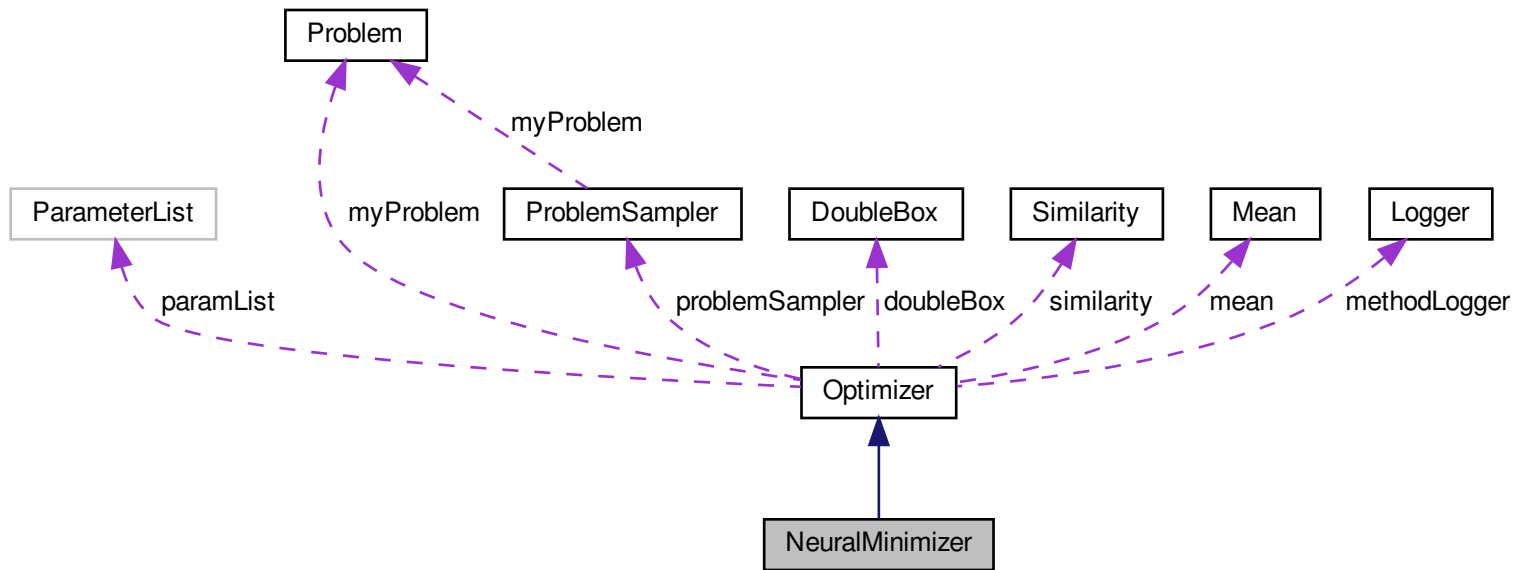 Problem
myProblem
ParameterList
myProblem
ProblemSampler
DoubleBox
Similarity
Mean
Logger
paramList
problemSampler
doubleBox
similarity
mean
methodLogger
Optimizer
NeuralMinimizer